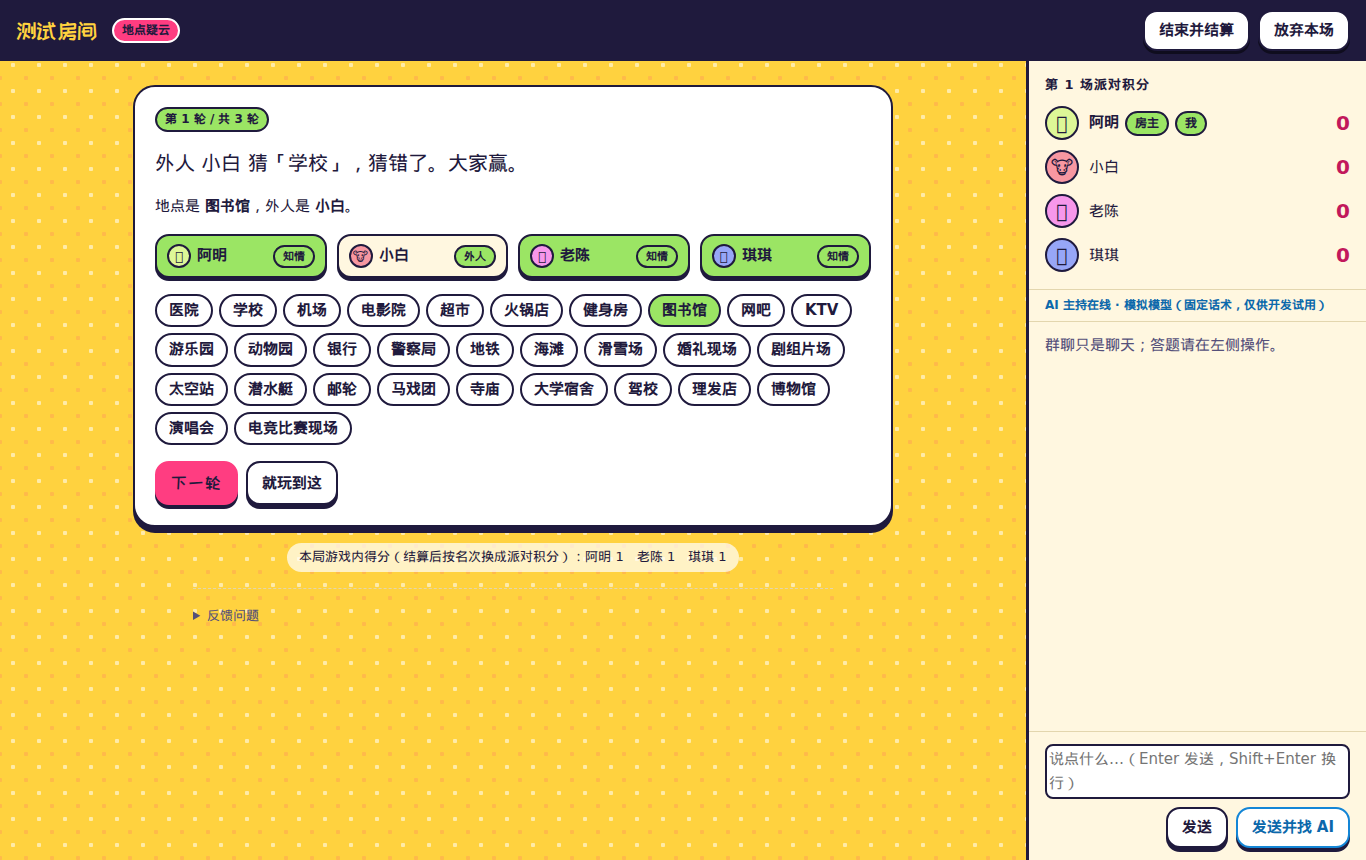 测试房间 地点疑云 结束并结算 放弃本场
第 1 轮 / 共 3 轮
外人 小白 猜「学校」，猜错了。大家赢。
地点是 图书馆，外人是 小白。
阿明 知情 小白 外人 老陈 知情 琪琪 知情
医院 学校 机场 电影院 超市 火锅店 健身房 图书馆 网吧 KTV
游乐园 动物园 银行 警察局 地铁 海滩 滑雪场 婚礼现场 剧组片场
太空站 潜水艇 邮轮 马戏团 寺庙 大学宿舍 驾校 理发店 博物馆
演唱会 电竞比赛现场
下一轮 就玩到这
本局游戏内得分（结算后按名次换成派对积分）：阿明 1 老陈 1 琪琪 1
▶ 反馈问题
第 1 场派对积分
阿明 房主 我 0
小白 0
老陈 0
琪琪 0
AI 主持在线 · 模拟模型（固定话术，仅供开发试用）
群聊只是聊天；答题请在左侧操作。
说点什么…（Enter 发送，Shift+Enter 换
行）
发送 发送并找 AI